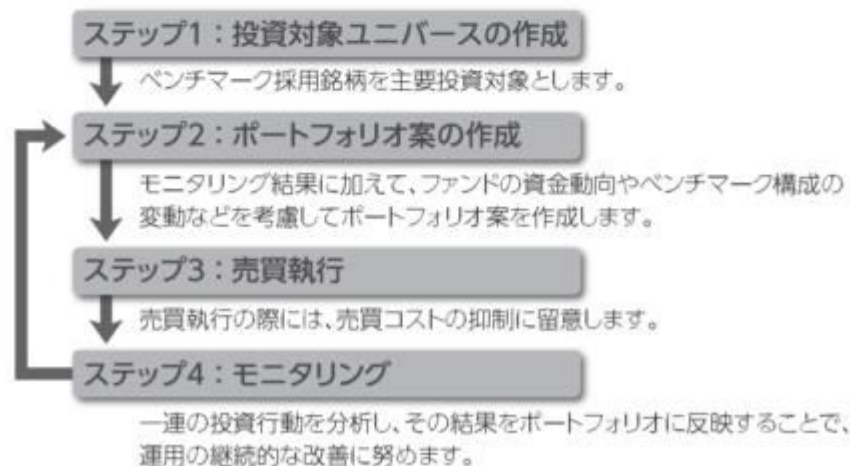 ステップ1：投資対象ユニバースの作成
ベンチマーク採用銘柄を主要投資対象とします。
ステップ2：ポートフォリオ案の作成
モニタリング結果に加えて、ファンドの資金動向やベンチマーク構成の
変動などを考慮してポートフォリオ案を作成します。
ステップ3：売買執行
売買執行の際には、売買コストの抑制に留意します。
ステップ4：モニタリング
一連の投資行動を分析し、その結果をポートフォリオに反映することで、
運用の継続的な改善に努めます。